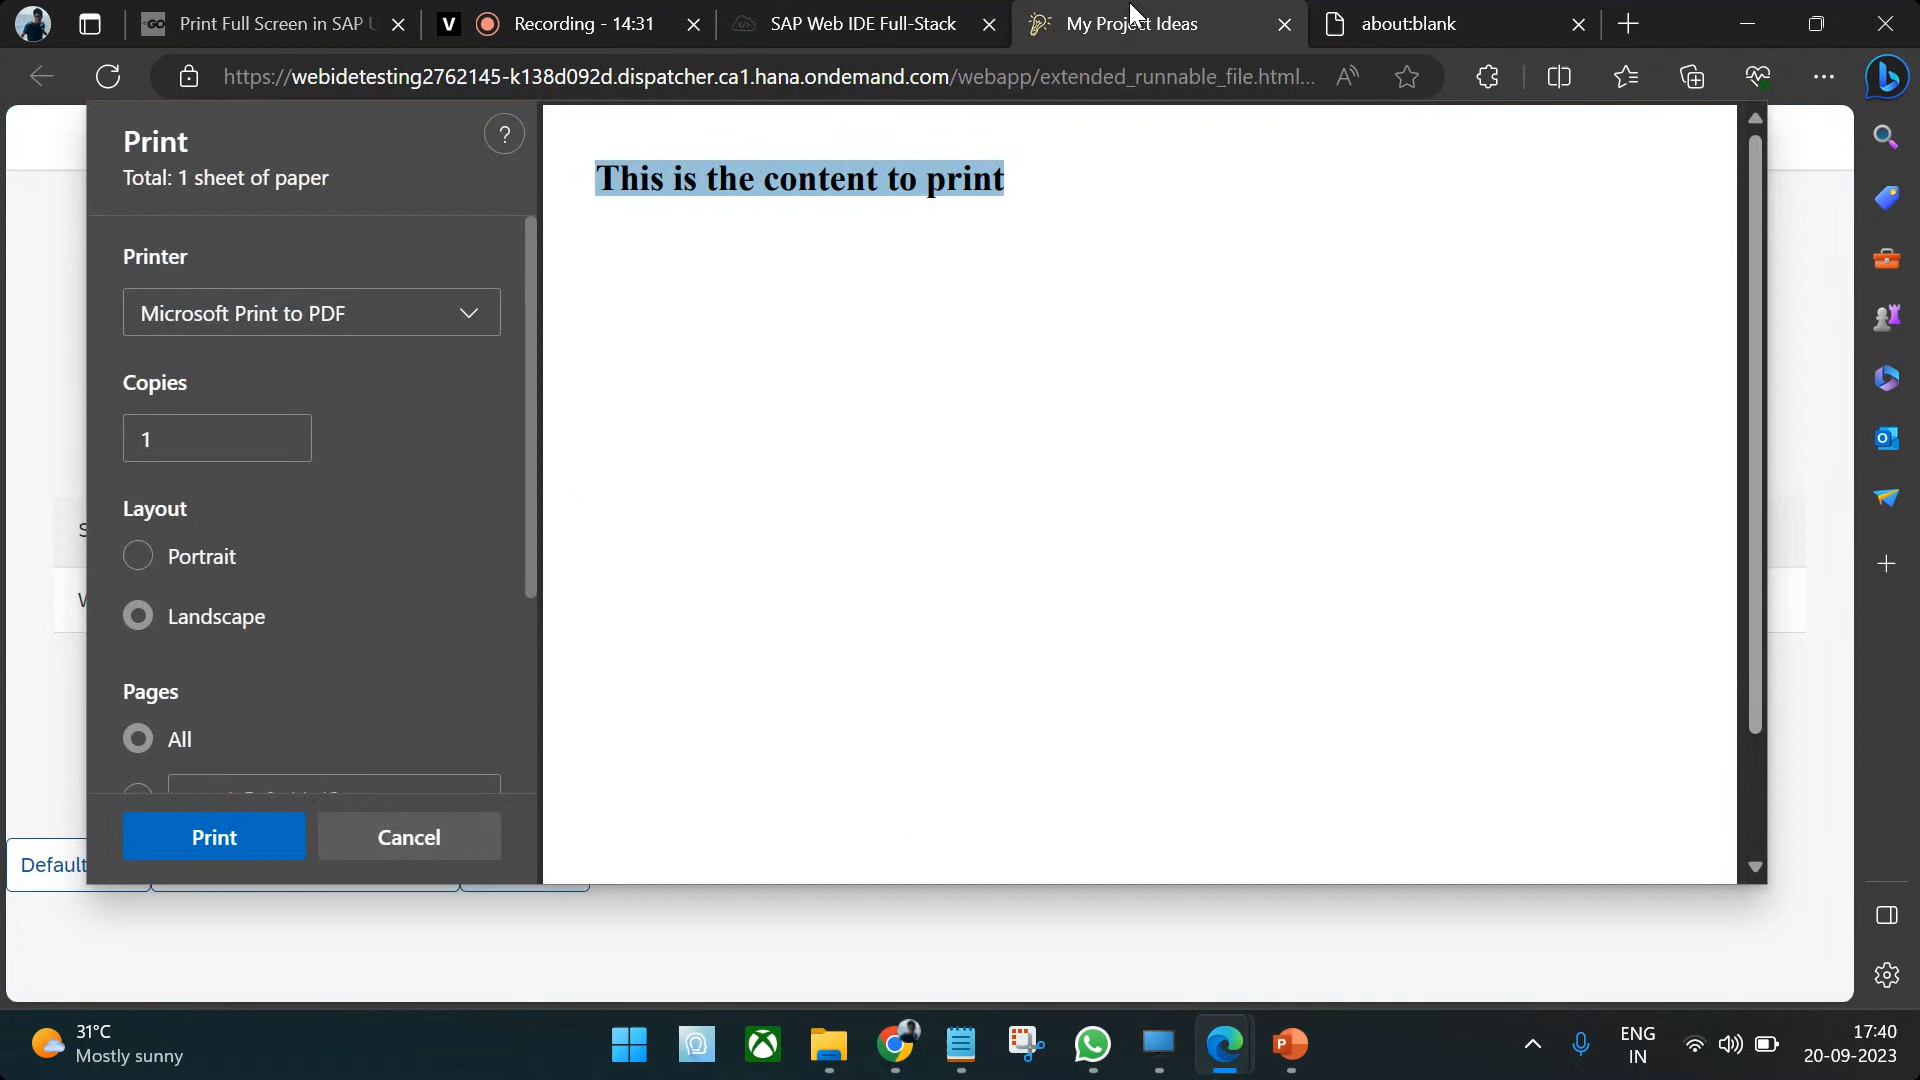 Print Full Screen in SAP U
V
Recording - 14:31
SAP Web IDE Full-Stack
My Project Ideas
about:blank
https://webidetesting2762145-k138d092d.dispatcher.ca1.hana.ondemand.com/webapp/extended_runnable_file.html...
Print
?
Total: 1 sheet of paper
Printer
Microsoft Print to PDF
Copies
1
Layout
Portrait
Landscape
Pages
All
Print
Cancel
This is the content to print
Default
31°C
Mostly sunny
ENG
IN
17:40
20-09-2023